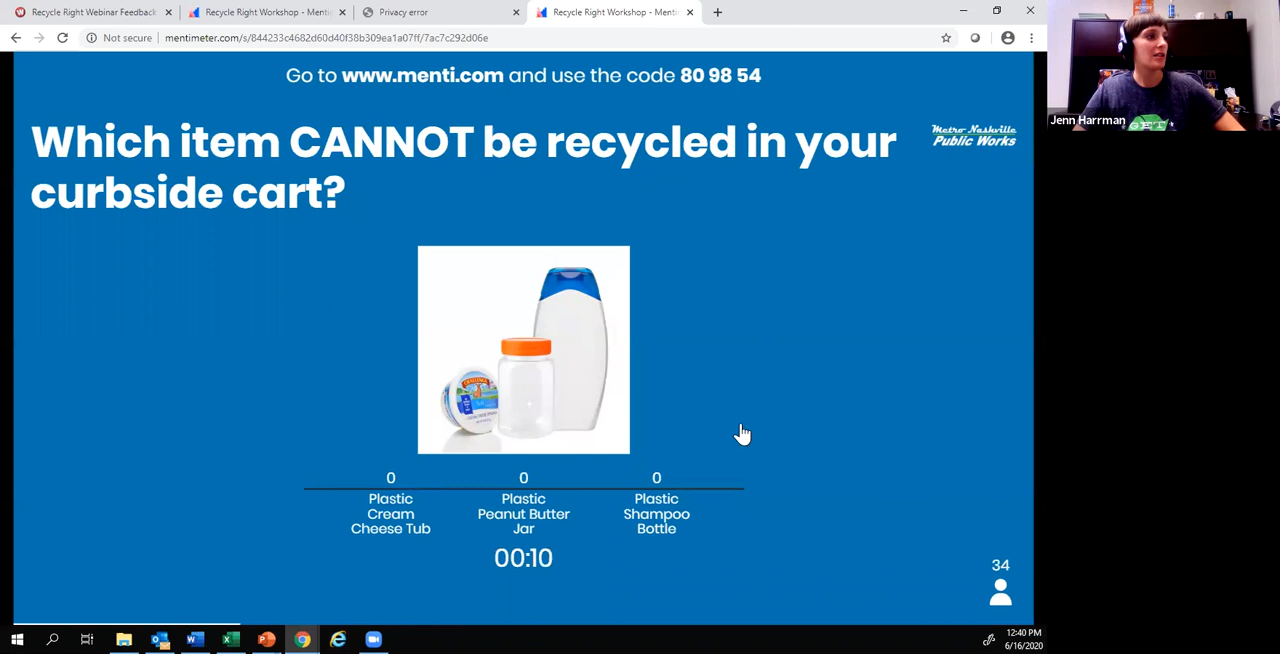 Recycle Right Webinar Feedback
Recycle Right Workshop - Menti
Privacy error
Recycle Right Workshop - Menti
Not secure
mentimeter.com/s/844233c4682d60d40f38b309ea1a07ff/7ac7c292d06e
Jenn Harrman
GET
Go to www.menti.com and use the code 80 98 54
Which item CANNOT be recycled in your
curbside cart?
Metro Nashville
Public Works
CHALLENGE
0 0 0
Plastic
Cream
Cheese Tub
Plastic
Peanut Butter
Jar
Plastic
Shampoo
Bottle
00:10
34
12:40 PM
6/16/2020